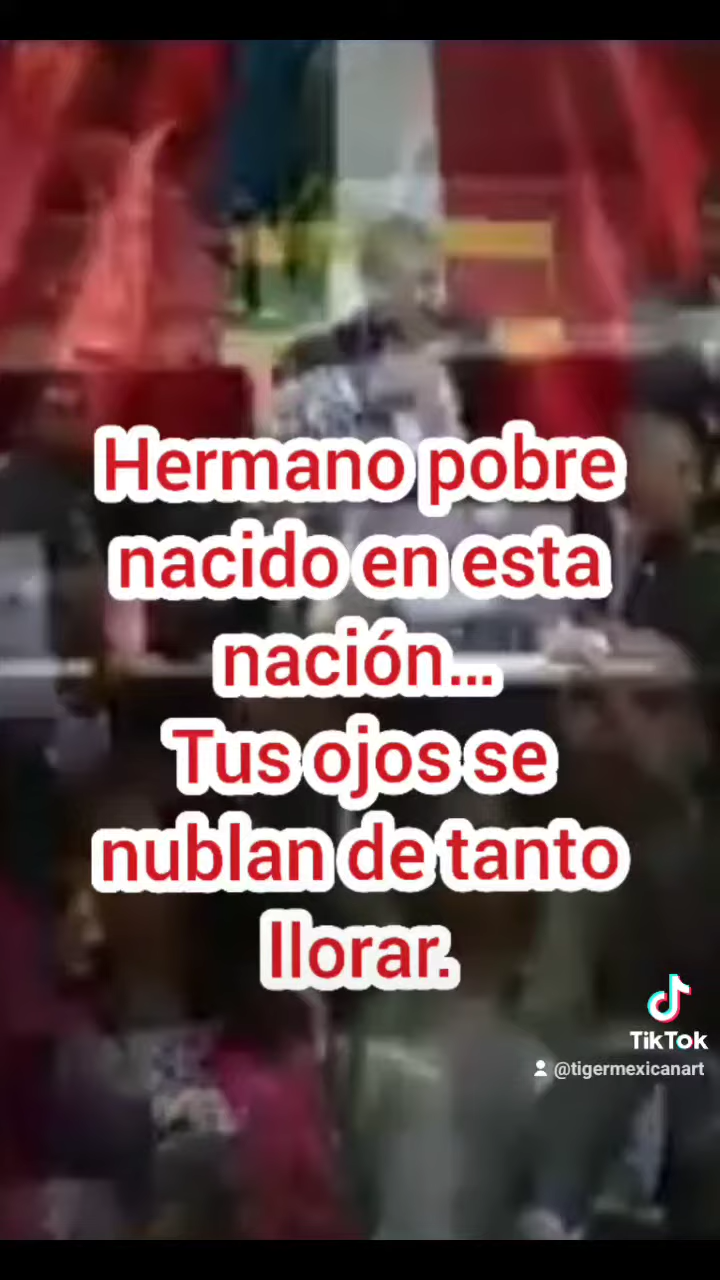 Hermano pobre
nacido en esta
nación...
Tus ojos se
nublan de tanto
llorar.
TikTok
@tigermexicanart